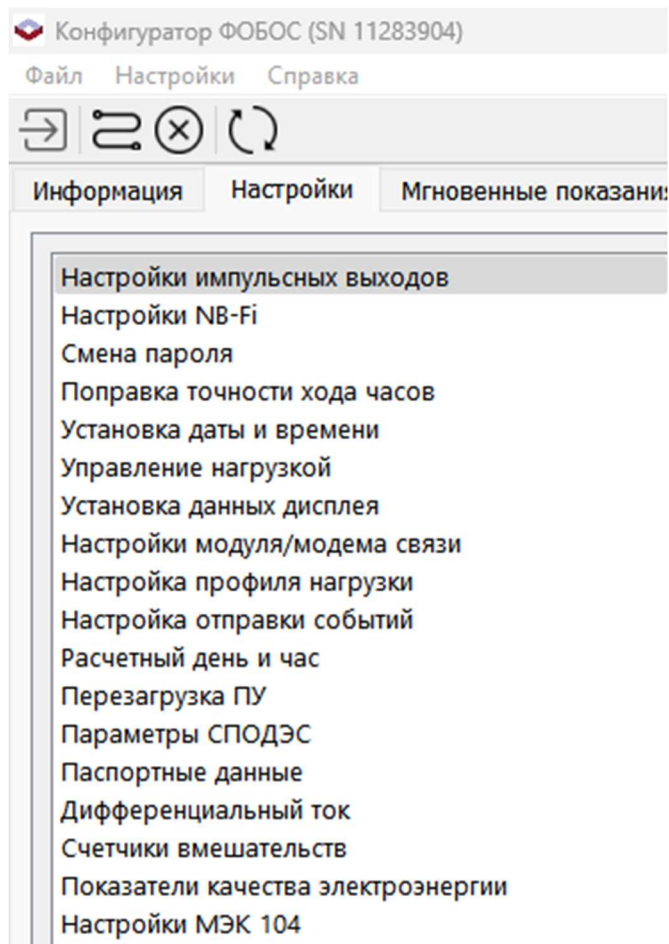 Конфигуратор ФОБОС (SN 11283904)
Файл Настройки Справка
Информация Настройки Мгновенные показани
Настройки импульсных выходов
Настройки NB-Fi
Смена пароля
Поправка точности хода часов
Установка даты и времени
Управление нагрузкой
Установка данных дисплея
Настройки модуля/модема связи
Настройка профиля нагрузки
Настройка отправки событий
Расчетный день и час
Перезагрузка ПУ
Параметры СПОДЭС
Паспортные данные
Дифференциальный ток
Счетчики вмешательств
Показатели качества электроэнергии
Настройки МЭК 104